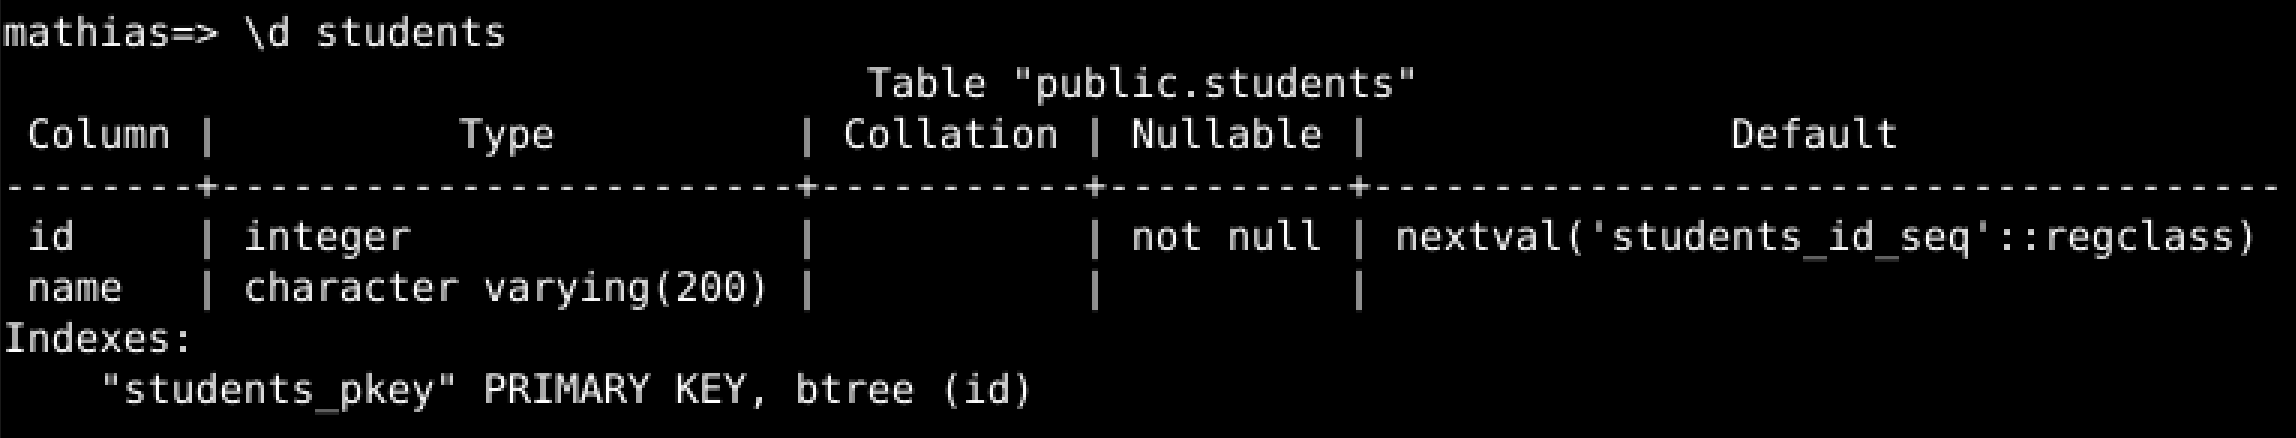 mathias=> \d students
                                     Table "public.students"
 Column |          Type          | Collation | Nullable |               Default
--------+------------------------+-----------+----------+--------------------------------------
 id     | integer                |           | not null | nextval('students_id_seq'::regclass)
 name   | character varying(200) |           |          |
Indexes:
    "students_pkey" PRIMARY KEY, btree (id)